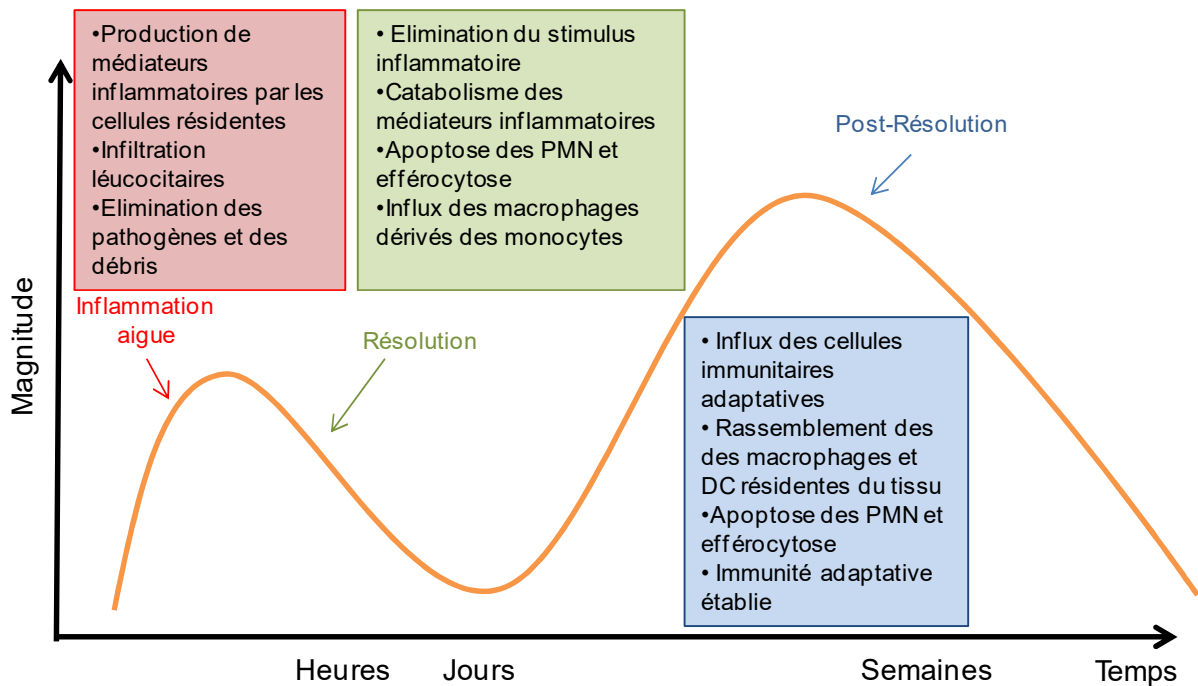 •Production de
médiateurs
inflammatoires par les
cellules résidentes
•Infiltration
léucocitaires
•Elimination des
pathogènes et des
débris
• Elimination du stimulus
inflammatoire
•Catabolisme des
médiateurs inflammatoires
•Apoptose des PMN et
efférocytose
•Influx des macrophages
dérivés des monocytes
Post-Résolution
Inflammation
aigue
Résolution
Magnitude
• Influx des cellules
immunitaires
adaptatives
• Rassemblement des
des macrophages et
DC résidentes du tissu
•Apoptose des PMN et
efférocytose
• Immunité adaptative
établie
Heures
Jours
Semaines
Temps